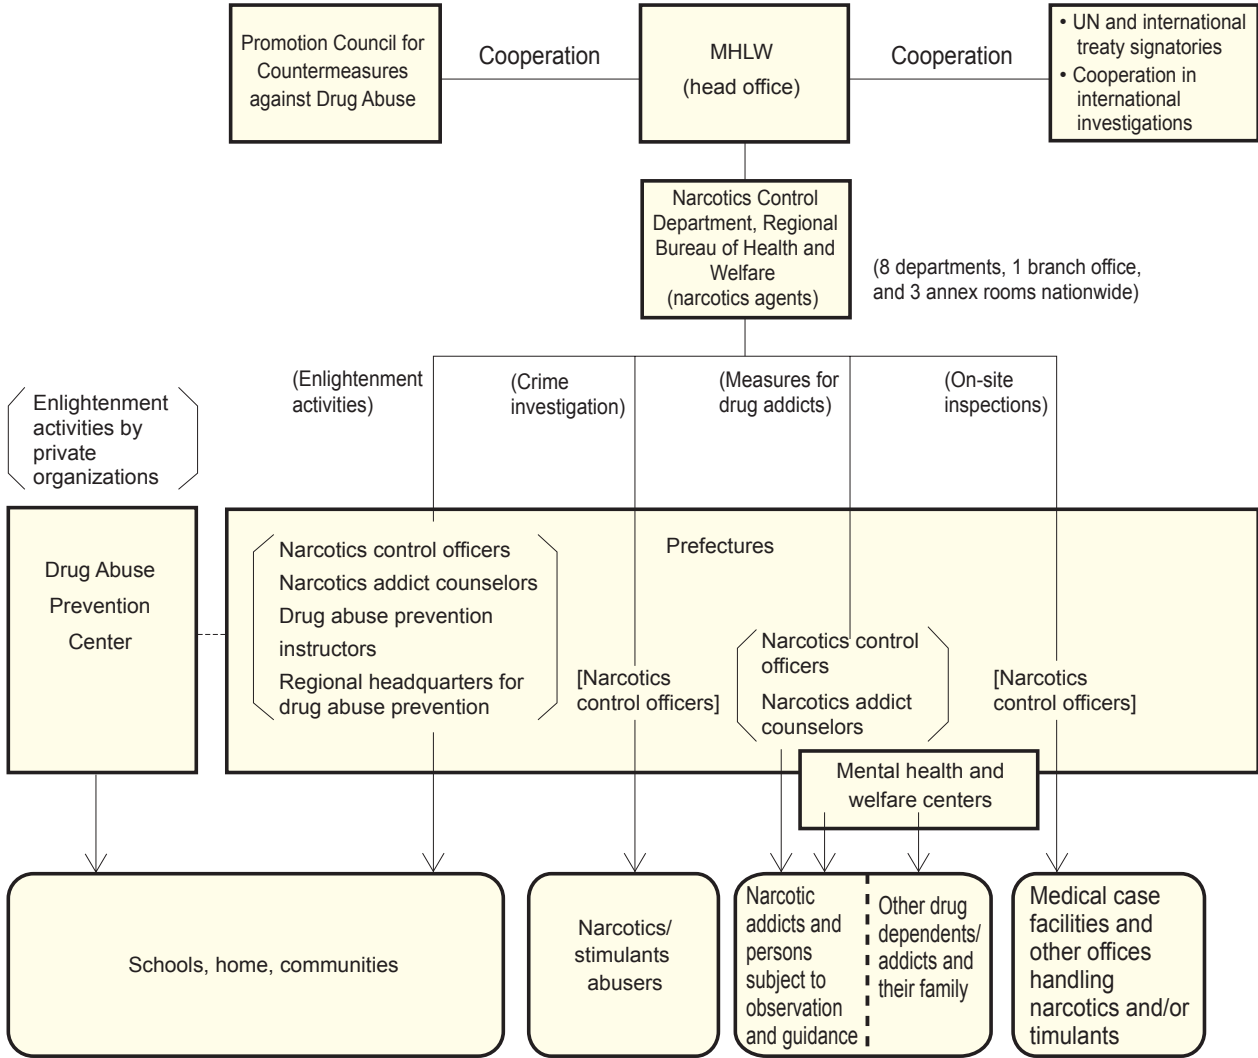 Promotion Council for
Countermeasures
against Drug Abuse
Cooperation
MHLW
(head office)
Cooperation
• UN and international
treaty signatories
• Cooperation in
international
investigations
Narcotics Control
Department, Regional
Bureau of Health and
Welfare
(narcotics agents)
(8 departments, 1 branch office,
and 3 annex rooms nationwide)
(Enlightenment
activities)
(Crime
investigation)
(Measures for
drug addicts)
(On-site
inspections)
Enlightenment
activities by
private
organizations
Drug Abuse
Prevention
Center
Prefectures
Narcotics control officers
Narcotics addict counselors
Drug abuse prevention
instructors
Regional headquarters for
drug abuse prevention
[Narcotics
control officers]
Narcotics control
officers
Narcotics addict
counselors
[Narcotics
control officers]
Mental health and
welfare centers
Schools, home, communities
Narcotics/
stimulants
abusers
Narcotic
addicts and
persons
subject to
observation
and guidance
Other drug
dependents/
addicts and
their family
Medical case
facilities and
other offices
handling
narcotics and/or
timulants